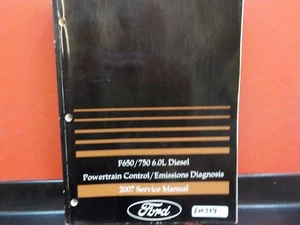 F650/750 6.0L Diesel
Powertrain Control/Emissions Diagnosis
2007 Service Manual
Ford